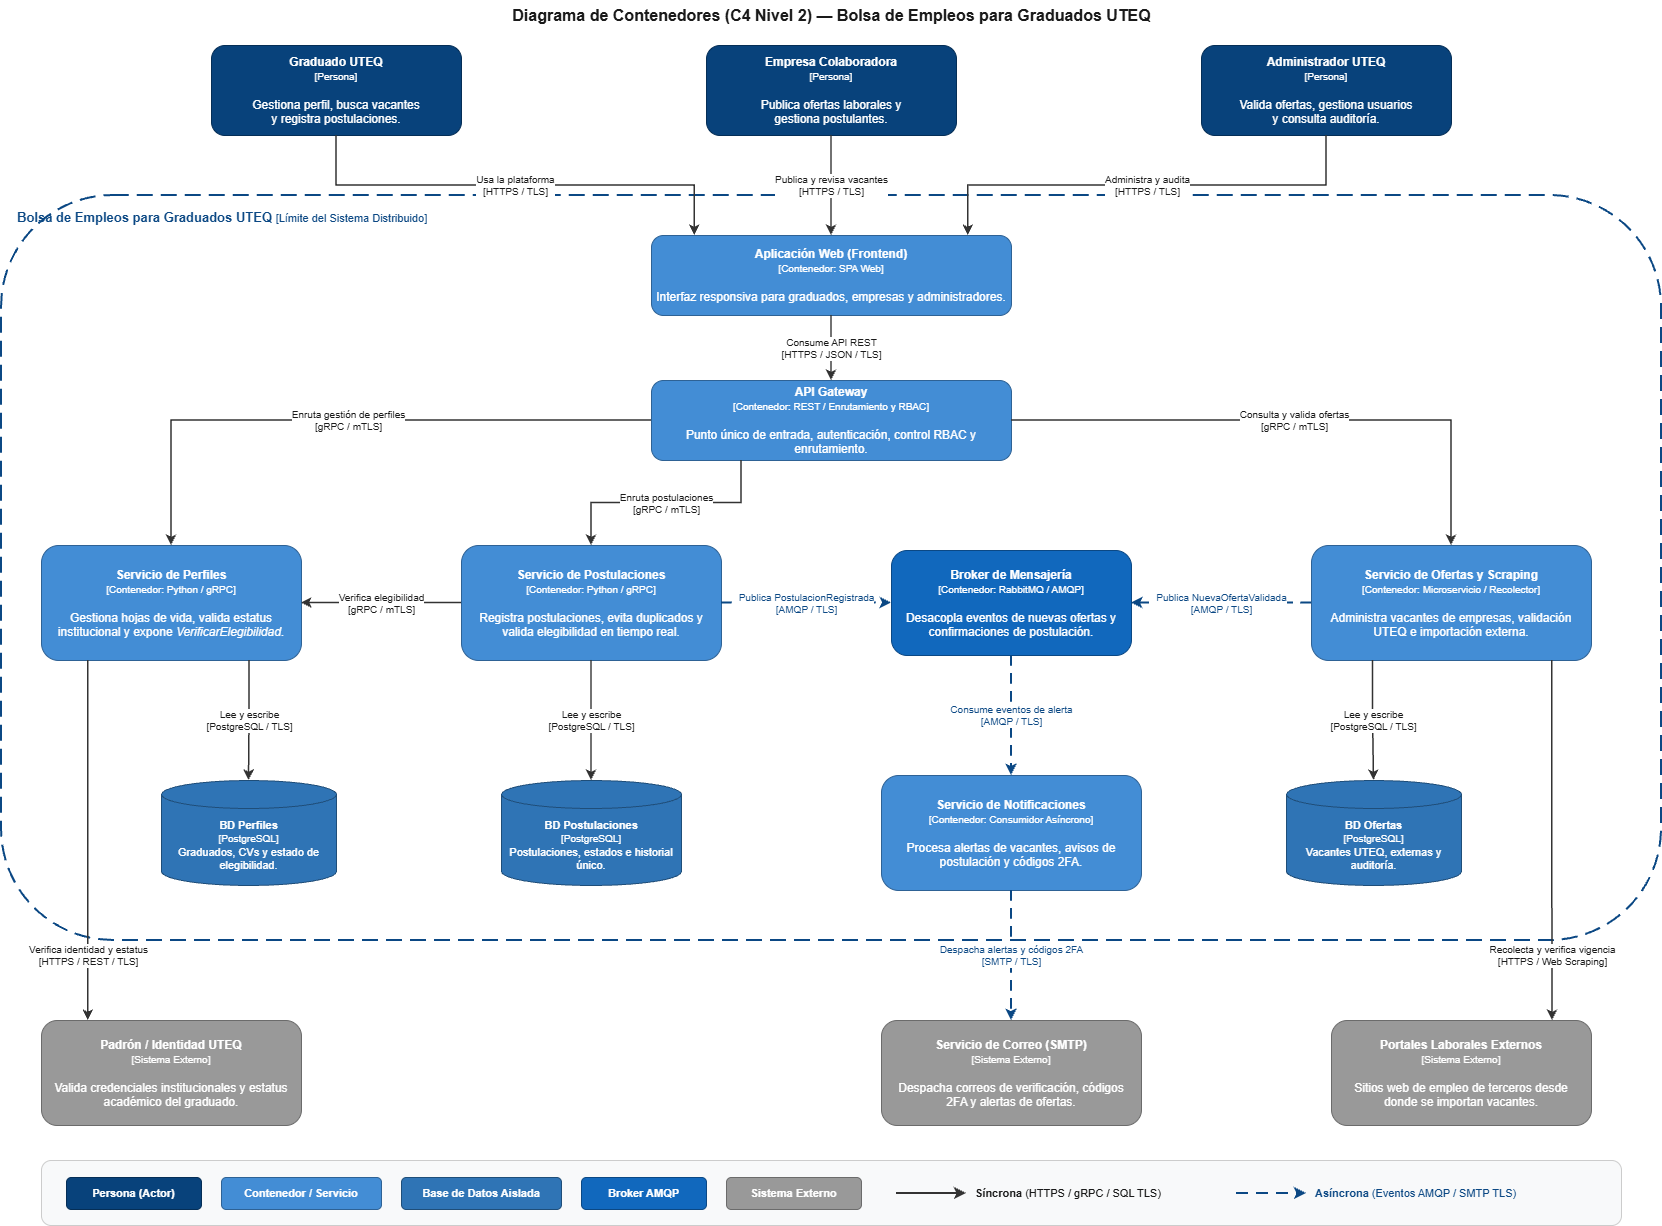 Diagrama de Contenedores (C4 Nivel 2) — Bolsa de Empleos para Graduados UTEQ
Graduado UTEQ
[Persona]
Gestiona perfil, busca vacantes
y registra postulaciones.
Empresa Colaboradora
[Persona]
Publica ofertas laborales y
gestiona postulantes.
Administrador UTEQ
[Persona]
Valida ofertas, gestiona usuarios
y consulta auditoría.
Usa la plataforma
[HTTPS / TLS]
Publica y revisa vacantes
[HTTPS / TLS]
Administra y audita
[HTTPS / TLS]
Bolsa de Empleos para Graduados UTEQ [Límite del Sistema Distribuido]
Aplicación Web (Frontend)
[Contenedor: SPA Web]
Interfaz responsiva para graduados, empresas y administradores.
Consume API REST
[HTTPS / JSON / TLS]
API Gateway
[Contenedor: REST / Enrutamiento y RBAC]
Punto único de entrada, autenticación, control RBAC y
enrutamiento.
Enruta gestión de perfiles
[gRPC / mTLS]
Consulta y valida ofertas
[gRPC / mTLS]
Enruta postulaciones
[gRPC / mTLS]
Servicio de Perfiles
[Contenedor: Python / gRPC]
Gestiona hojas de vida, valida estatus
institucional y expone VerificarElegibilidad.
Verifica elegibilidad
[gRPC / mTLS]
Servicio de Postulaciones
[Contenedor: Python / gRPC]
Registra postulaciones, evita duplicados y
valida elegibilidad en tiempo real.
Publica PostulacionRegistrada
[AMQP / TLS]
Broker de Mensajería
[Contenedor: RabbitMQ / AMQP]
Desacopla eventos de nuevas ofertas y
confirmaciones de postulación.
Publica NuevaOfertaValidada
[AMQP / TLS]
Servicio de Ofertas y Scraping
[Contenedor: Microservicio / Recolector]
Administra vacantes de empresas, validación
UTEQ e importación externa.
Lee y escribe
[PostgreSQL / TLS]
Lee y escribe
[PostgreSQL / TLS]
Consume eventos de alerta
[AMQP / TLS]
Lee y escribe
[PostgreSQL / TLS]
BD Perfiles
[PostgreSQL]
Graduados, CVs y estado de
elegibilidad.
BD Postulaciones
[PostgreSQL]
Postulaciones, estados e historial
único.
Servicio de Notificaciones
[Contenedor: Consumidor Asíncrono]
Procesa alertas de vacantes, avisos de
postulación y códigos 2FA.
BD Ofertas
[PostgreSQL]
Vacantes UTEQ, externas y
auditoría.
Verifica identidad y estatus
[HTTPS / REST / TLS]
Despacha alertas y códigos 2FA
[SMTP / TLS]
Recolecta y verifica vigencia
[HTTPS / Web Scraping]
Padrón / Identidad UTEQ
[Sistema Externo]
Valida credenciales institucionales y estatus
académico del graduado.
Servicio de Correo (SMTP)
[Sistema Externo]
Despacha correos de verificación, códigos
2FA y alertas de ofertas.
Portales Laborales Externos
[Sistema Externo]
Sitios web de empleo de terceros desde
donde se importan vacantes.
Persona (Actor)
Contenedor / Servicio
Base de Datos Aislada
Broker AMQP
Sistema Externo
Síncrona (HTTPS / gRPC / SQL TLS)
Asíncrona (Eventos AMQP / SMTP TLS)